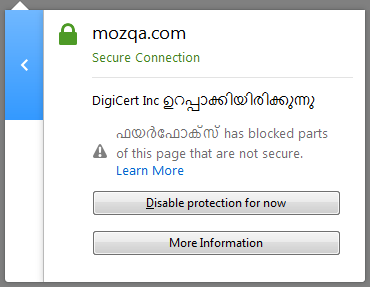 mozqa.com
Secure Connection
DigiCert Inc ഉറപ്പാക്കിയിരിക്കുന്നു
ഫയര്‍ഫോക്സ് has blocked parts
of this page that are not secure.
Learn More
Disable protection for now
More Information